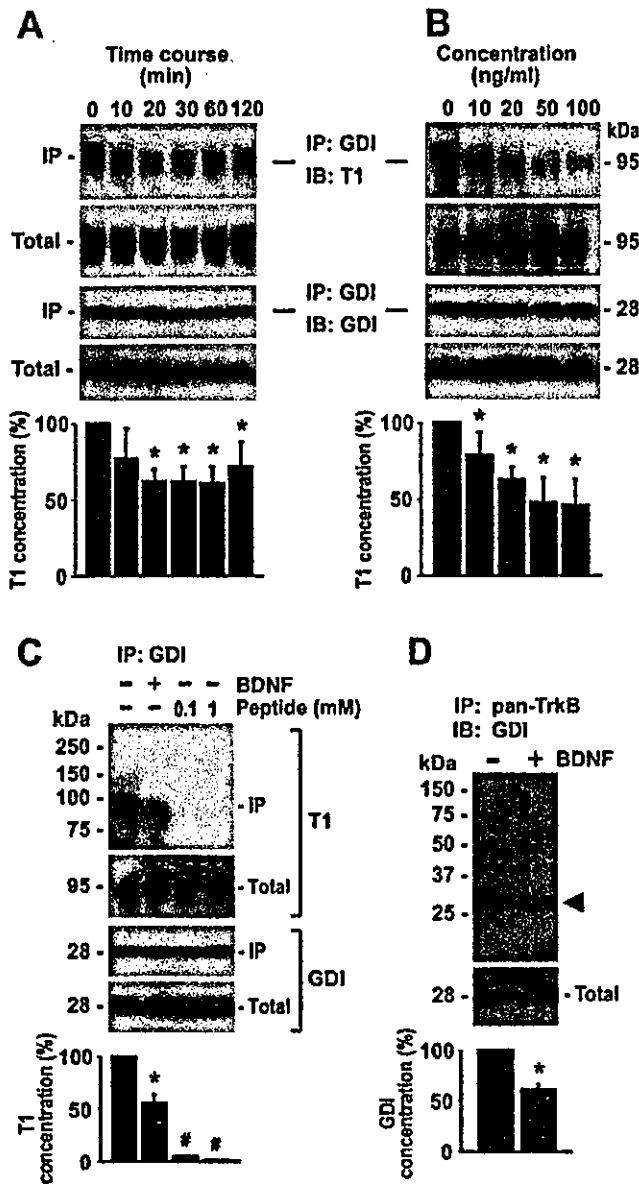 A
Time course
(min)
0 10 20 30 60 120
IP -
IP: GDI
IB: T1
Total -
IP -
IP: GDI
IB: GDI
Total -
T1 concentration (%)
100
50
0
* * * *
B
Concentration
(ng/ml)
0 10 20 50 100
kDa
- 95
- 95
- 28
- 28
T1 concentration (%)
100
50
0
* * * *
C
IP: GDI
- + - - BDNF
- - 0.1 1 Peptide (mM)
kDa
250 -
150 -
100 -
75 -
- IP
T1
95 -
- Total
28 -
- IP
GDI
28 -
- Total
T1
concentration (%)
100
50
0
* # #
D
IP: pan-TrkB
IB: GDI
kDa
- + BDNF
150 -
75 -
50 -
37 -
25 -
28 -
- Total
GDI
concentration (%)
100
50
0
*